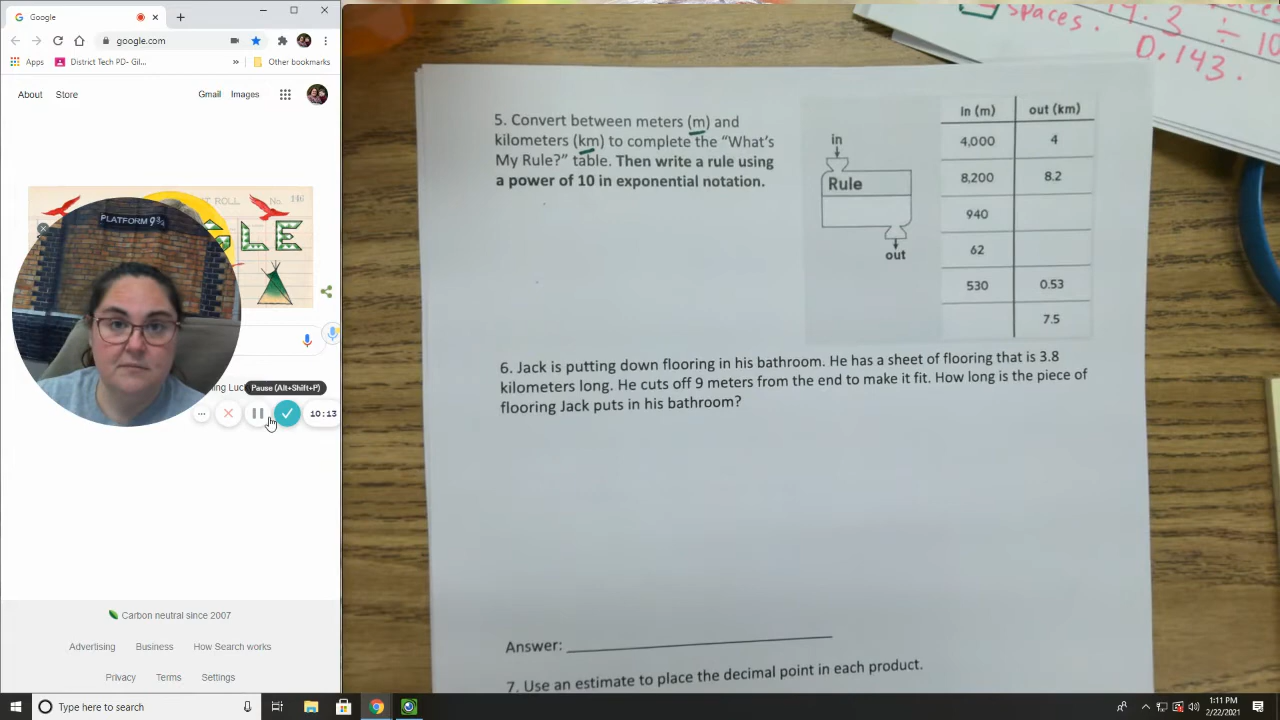 Google
google.com
Apps
District Tech PD- Gil...
»
Other bookmarks
About Store
Gmail Images
ROLL No. 146
GLE
PLATFORM 9¾
Pause (Alt+Shift+P)
10:13
Carbon neutral since 2007
Advertising Business How Search works
Privacy Terms Settings
Type here to search
1:11 PM
2/22/2021
spaces.
14.3 ÷ 10
0.143.
5. Convert between meters (m) and
kilometers (km) to complete the "What's
My Rule?" table. Then write a rule using
a power of 10 in exponential notation.
in
Rule
out
In (m) out (km)
4,000 4
8,200 8.2
940
62
530 0.53
7.5
6. Jack is putting down flooring in his bathroom. He has a sheet of flooring that is 3.8
kilometers long. He cuts off 9 meters from the end to make it fit. How long is the piece of
flooring Jack puts in his bathroom?
Answer:
7. Use an estimate to place the decimal point in each product.